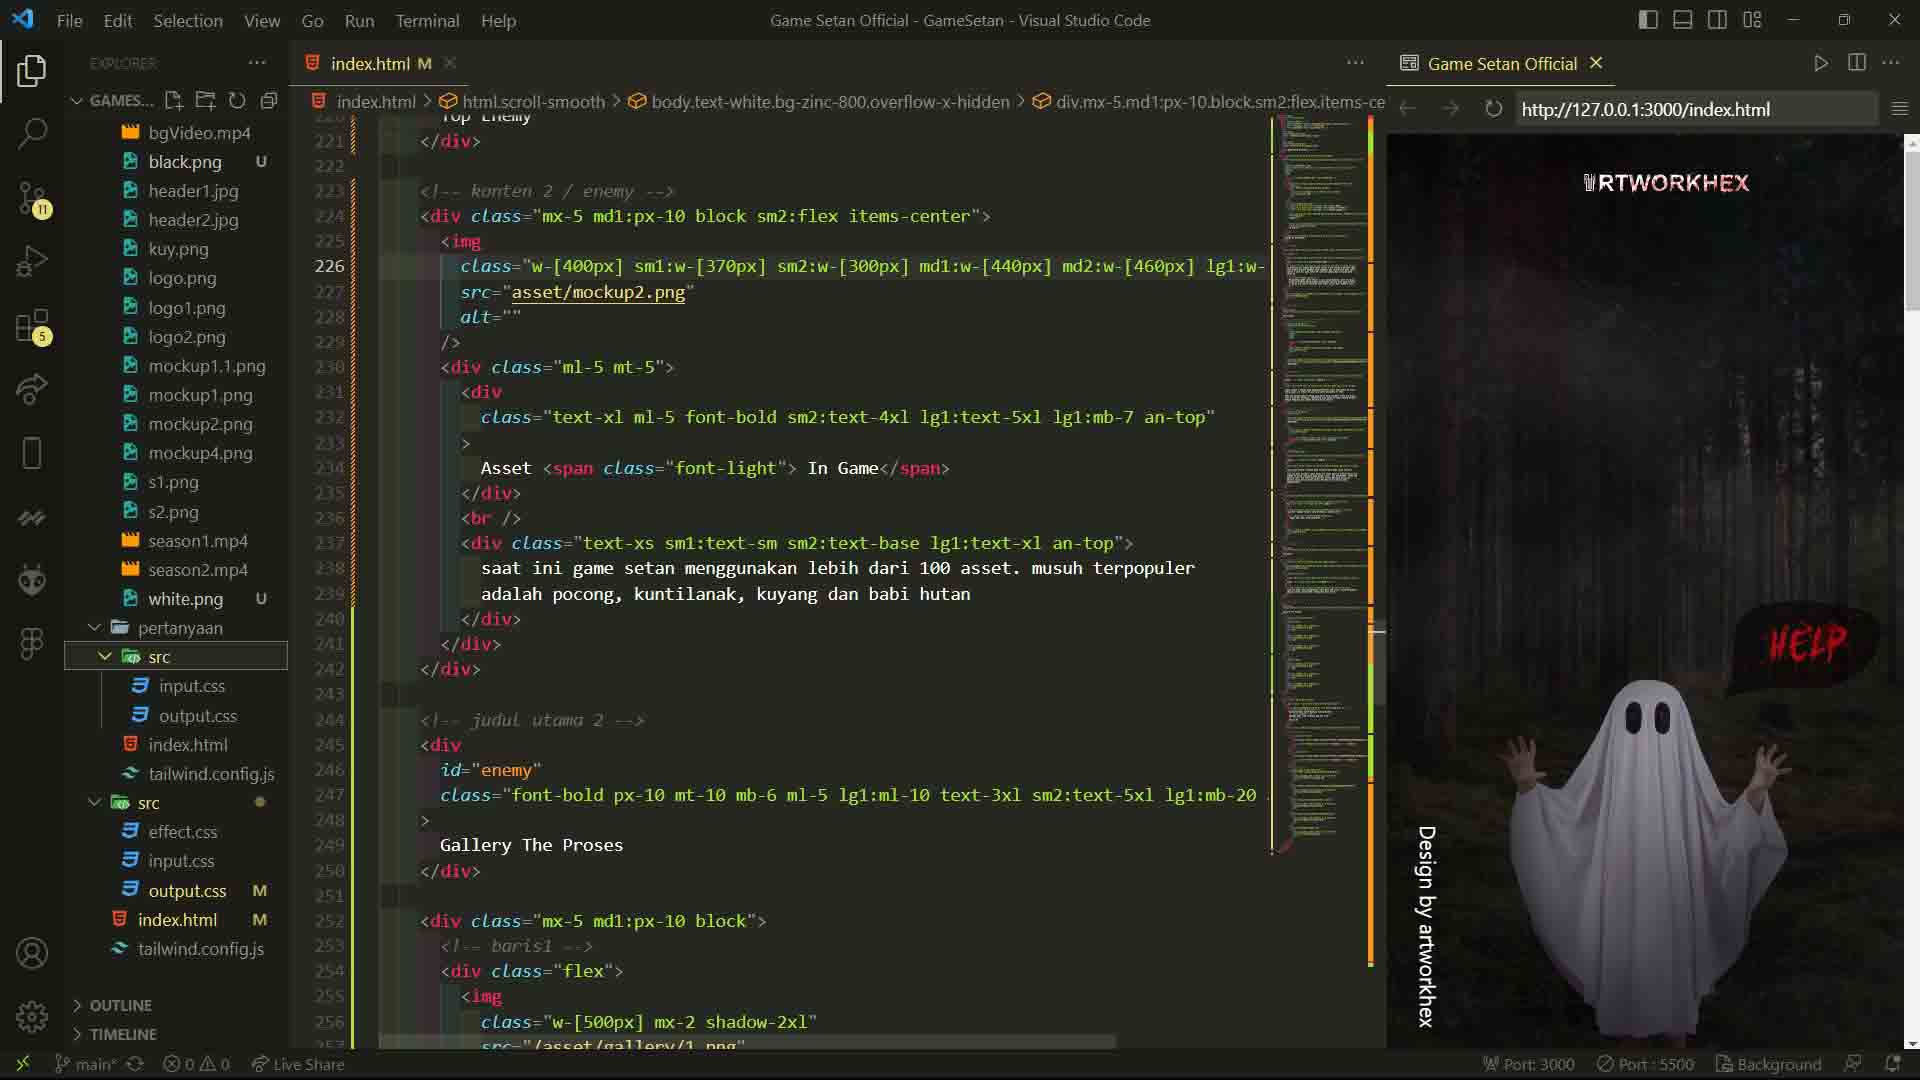 File Edit Selection View Go Run Terminal Help
Game Setan Official - GameSetan - Visual Studio Code
EXPLORER
GAMES...
bgVideo.mp4
black.png U
header1.jpg
header2.jpg
kuy.png
logo.png
logo1.png
logo2.png
mockup1.1.png
mockup1.png
mockup2.png
mockup4.png
s1.png
s2.png
season1.mp4
season2.mp4
white.png U
pertanyaan
src
input.css
output.css
index.html
tailwind.config.js
src
effect.css
input.css
output.css M
index.html M
tailwind.config.js
OUTLINE
TIMELINE
11
5
index.html M
index.html > html.scroll-smooth > body.text-white.bg-zinc-800.overflow-x-hidden > div.mx-5.md1:px-10.block.sm2:flex.items-ce
220 Top Enemy
221 </div>
222
223 <!-- konten 2 / enemy -->
224 <div class="mx-5 md1:px-10 block sm2:flex items-center">
225 <img
226 class="w-[400px] sm1:w-[370px] sm2:w-[300px] md1:w-[440px] md2:w-[460px] lg1:w-
227 src="asset/mockup2.png"
228 alt=""
229 />
230 <div class="ml-5 mt-5">
231 <div
232 class="text-xl ml-5 font-bold sm2:text-4xl lg1:text-5xl lg1:mb-7 an-top"
233 >
234 Asset <span class="font-light"> In Game</span>
235 </div>
236 <br />
237 <div class="text-xs sm1:text-sm sm2:text-base lg1:text-xl an-top">
238 saat ini game setan menggunakan lebih dari 100 asset. musuh terpopuler
239 adalah pocong, kuntilanak, kuyang dan babi hutan
240 </div>
241 </div>
242 </div>
243
244 <!-- judul utama 2 -->
245 <div
246 id="enemy"
247 class="font-bold px-10 mt-10 mb-6 ml-5 lg1:ml-10 text-3xl sm2:text-5xl lg1:mb-20
248 >
249 Gallery The Proses
250 </div>
251
252 <div class="mx-5 md1:px-10 block">
253 <!-- baris1 -->
254 <div class="flex">
255 <img
256 class="w-[500px] mx-2 shadow-2xl"
257 src="/asset/gallery/1.png"
Game Setan Official
http://127.0.0.1:3000/index.html
ARTWORKHEX
HELP
Design by artworkhex
main* 0 0 Live Share
Port: 3000 Port : 5500 Background